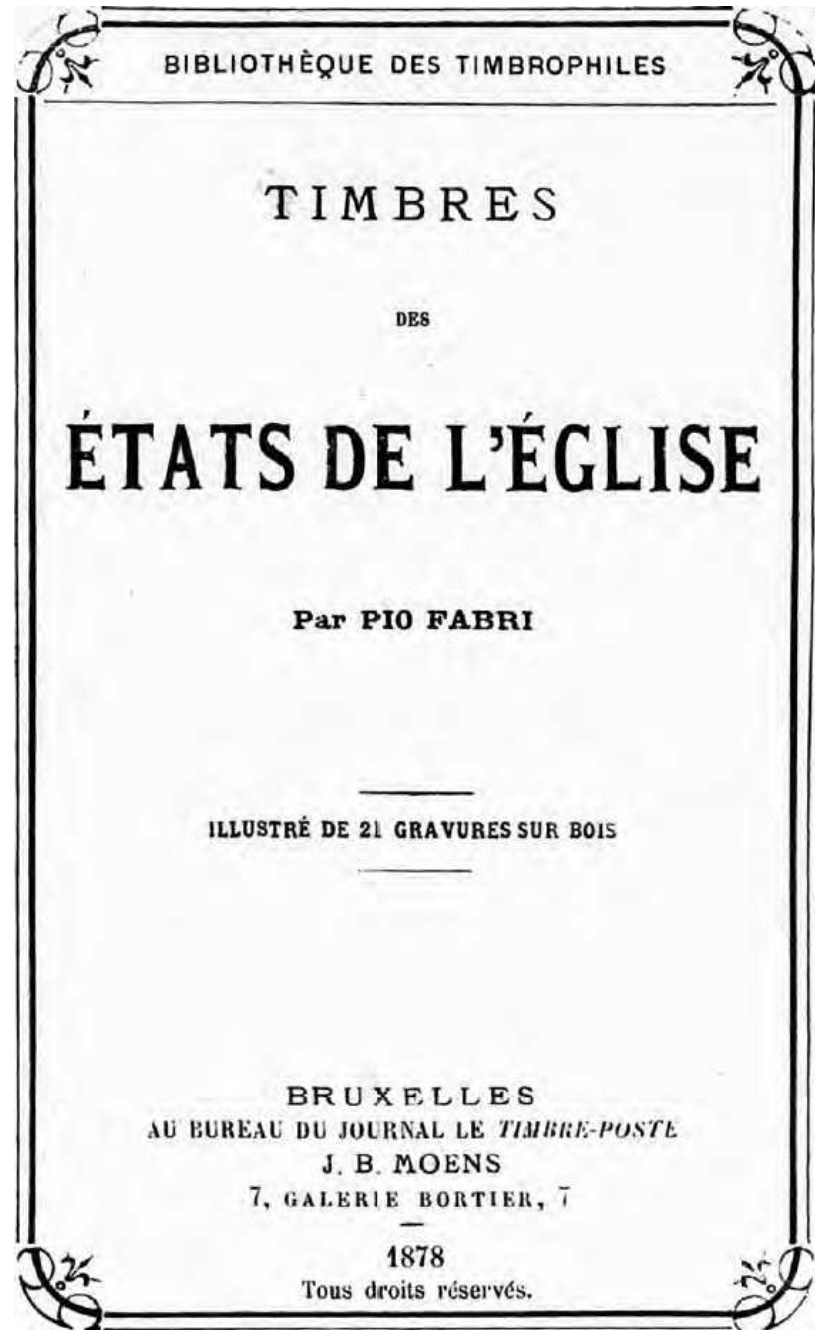 BIBLIOTHÈQUE DES TIMBROPHILES
TIMBRES
DES
ÉTATS DE L'ÉGLISE
Par PIO FABRI
ILLUSTRÉ DE 21 GRAVURES SUR BOIS
BRUXELLES
AU BUREAU DU JOURNAL LE TIMBRE-POSTE
J. B. MOENS
7, GALERIE BORTIER, 7
1878
Tous droits réservés.